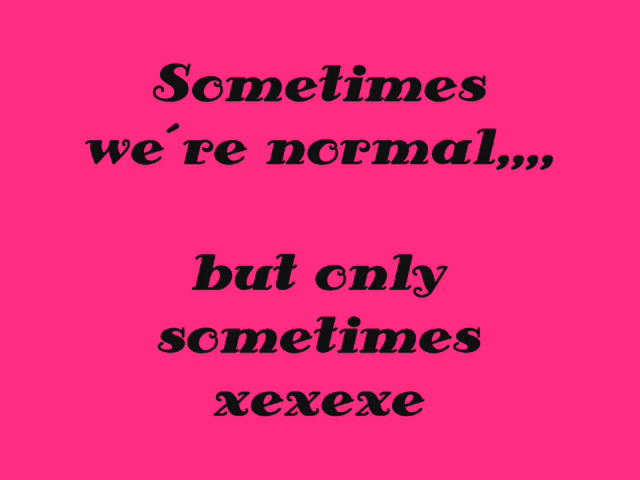 Sometimes
we´re normal,,,,
but only
sometimes
xexexe